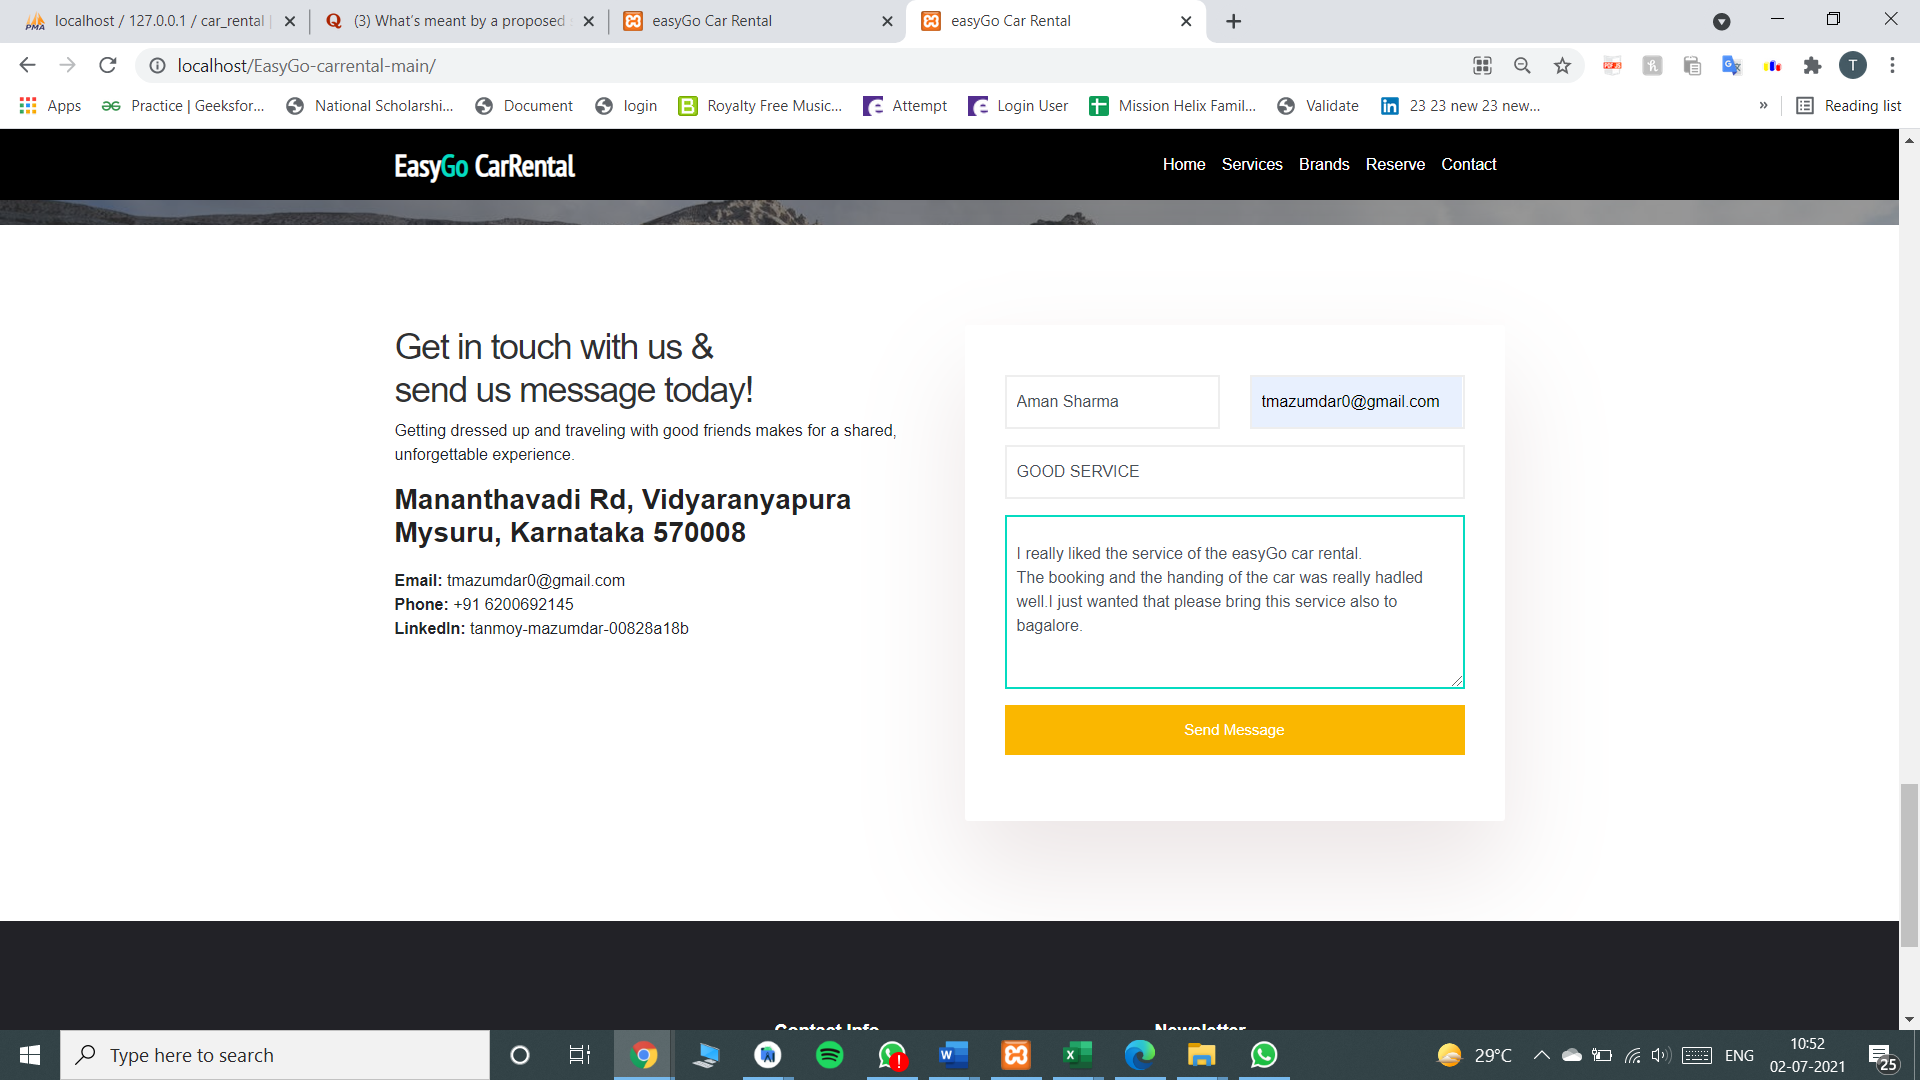 localhost / 127.0.0.1 / car_rental
(3) What's meant by a proposed
easyGo Car Rental
easyGo Car Rental
localhost/EasyGo-carrental-main/
T
Apps
Practice | Geeksfor...
National Scholarshi...
Document
login
Royalty Free Music...
Attempt
Login User
Mission Helix Famil...
Validate
23 23 new 23 new...
»
Reading list
EasyGo CarRental
Home Services Brands Reserve Contact
Get in touch with us &
send us message today!
Getting dressed up and traveling with good friends makes for a shared,
unforgettable experience.
Mananthavadi Rd, Vidyaranyapura
Mysuru, Karnataka 570008
Email: tmazumdar0@gmail.com
Phone: +91 6200692145
LinkedIn: tanmoy-mazumdar-00828a18b
Aman Sharma
tmazumdar0@gmail.com
GOOD SERVICE
I really liked the service of the easyGo car rental.
The booking and the handing of the car was really hadled
well.I just wanted that please bring this service also to
bagalore.
Send Message
Contact Info
Newsletter
Type here to search
29°C
ENG
10:52
02-07-2021
25